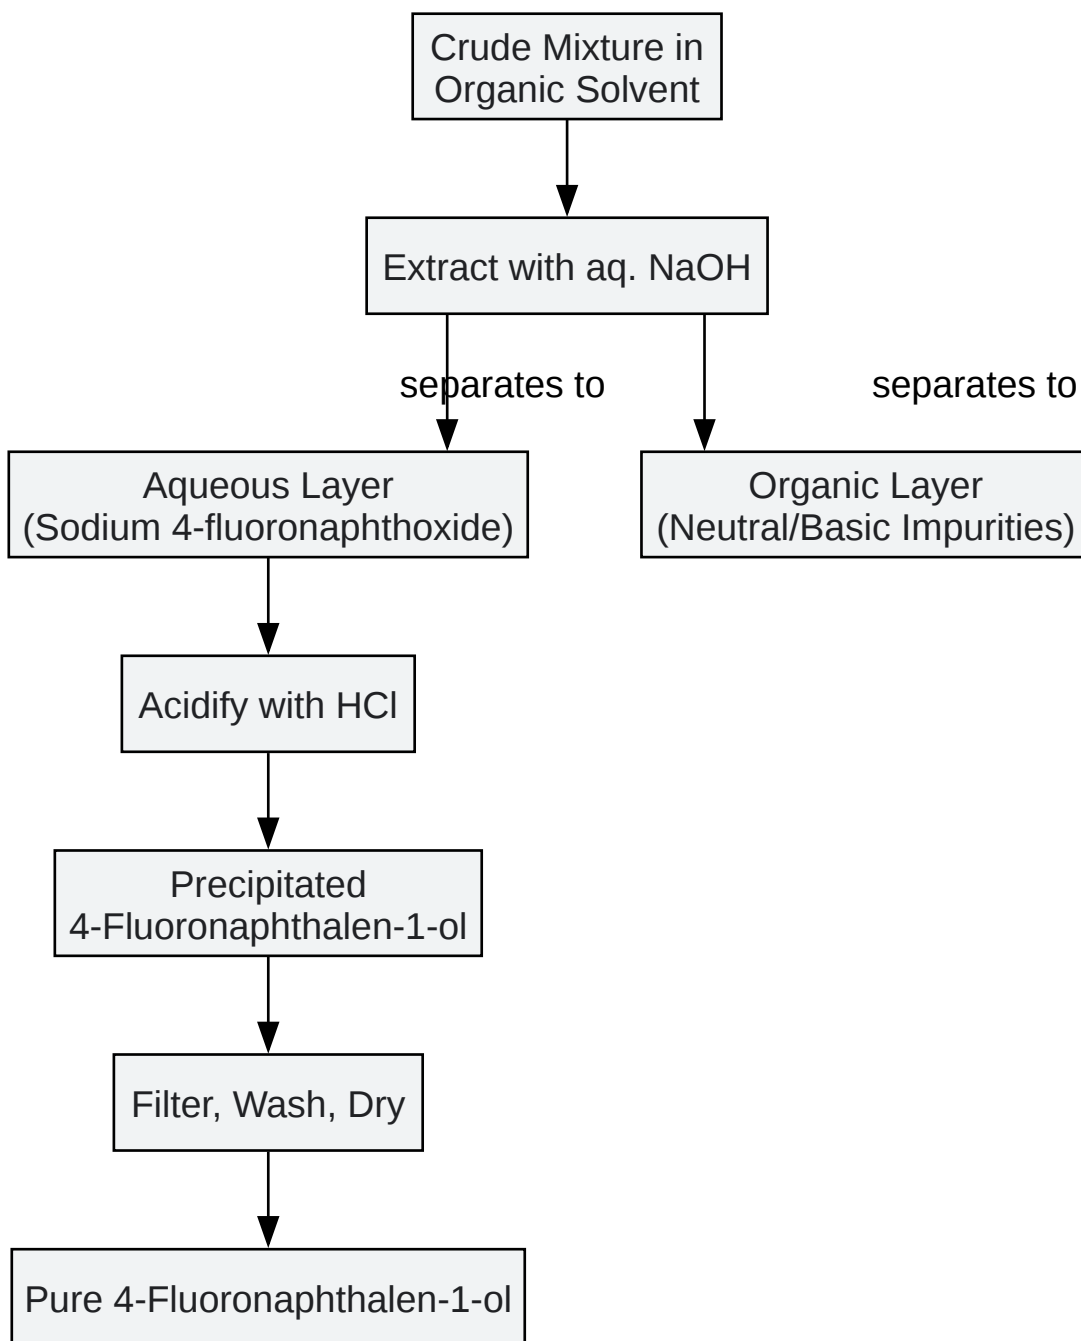 Crude Mixture in
Organic Solvent
Extract with aq. NaOH
separates to
separates to
Aqueous Layer
(Sodium 4-fluoronaphthoxide)
Organic Layer
(Neutral/Basic Impurities)
Acidify with HCl
Precipitated
4-Fluoronaphthalen-1-ol
Filter, Wash, Dry
Pure 4-Fluoronaphthalen-1-ol